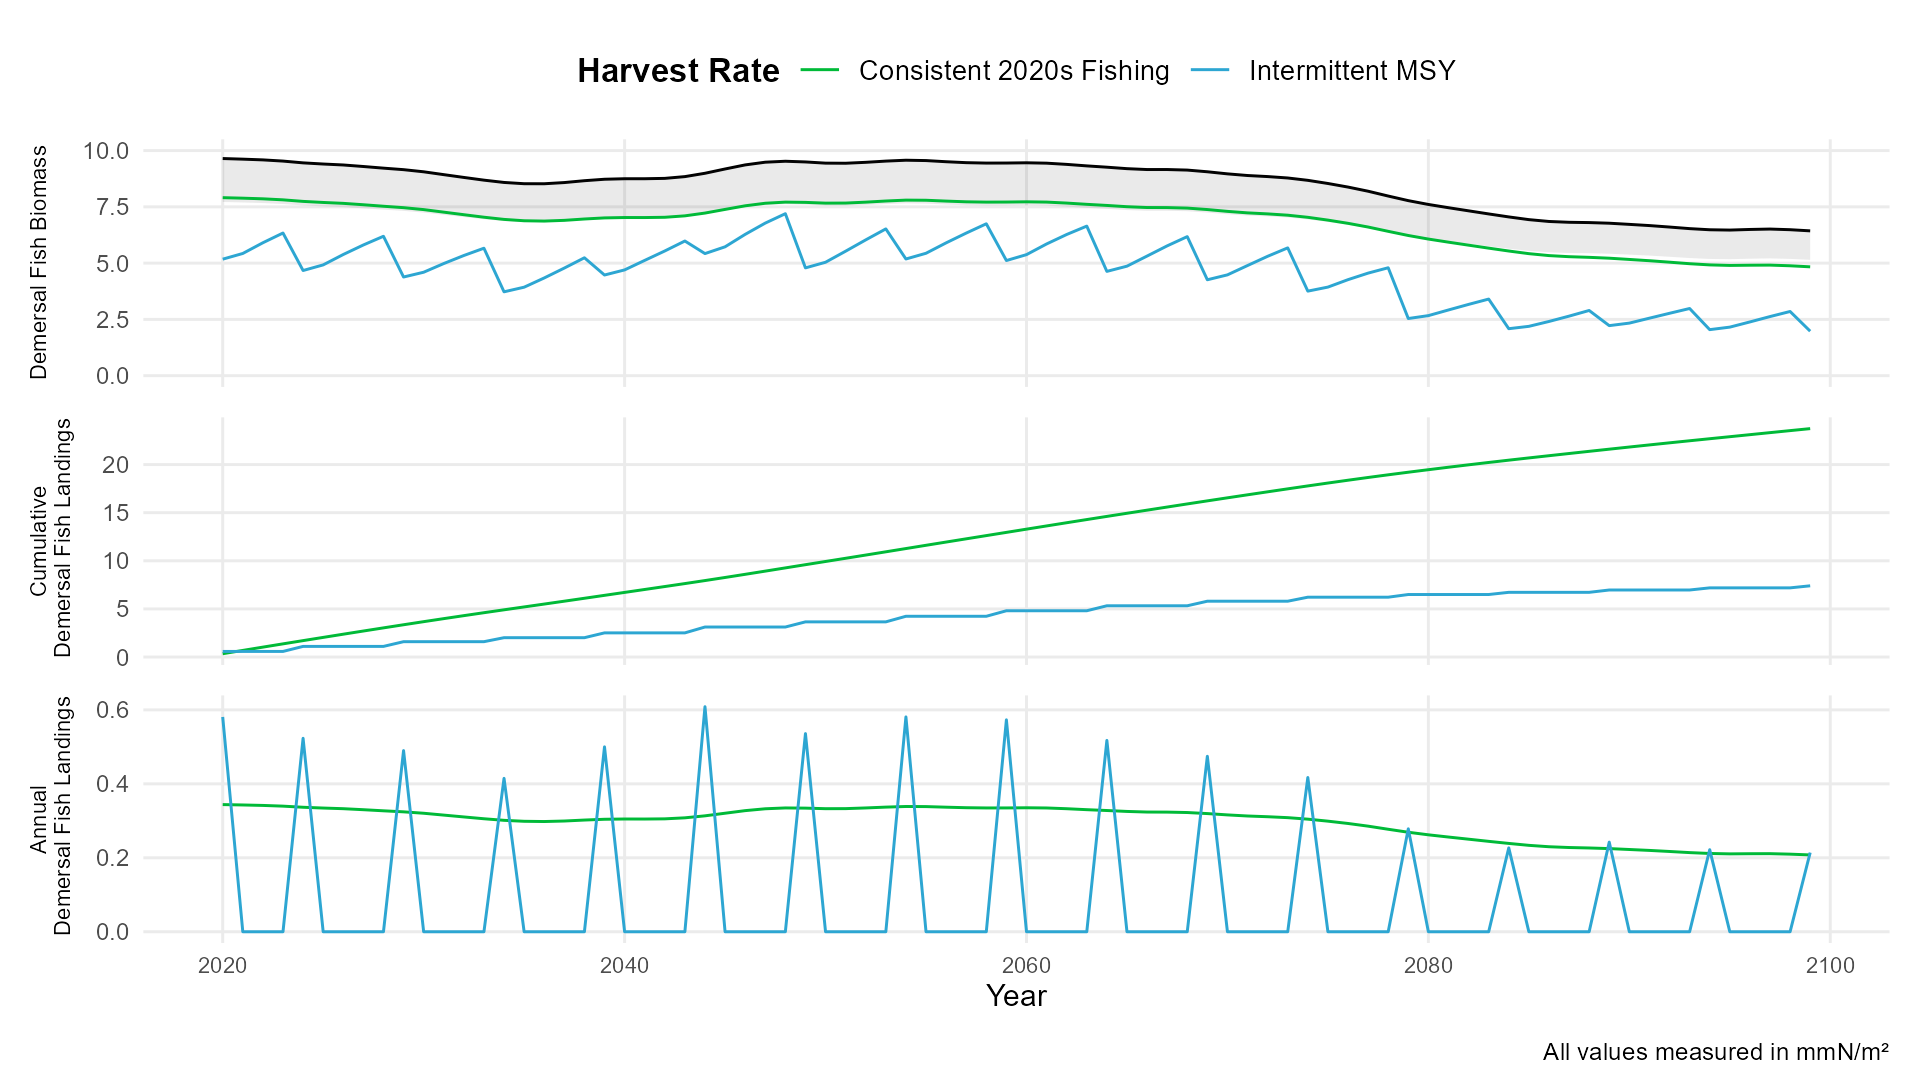 Harvest Rate Consistent 2020s Fishing Intermittent MSY
Demersal Fish Biomass
10.0
7.5
5.0
2.5
0.0
Cumulative
Demersal Fish Landings
20
15
10
5
0
Annual
Demersal Fish Landings
0.6
0.4
0.2
0.0
2020 2040 2060 2080 2100
Year
All values measured in mmN/m²